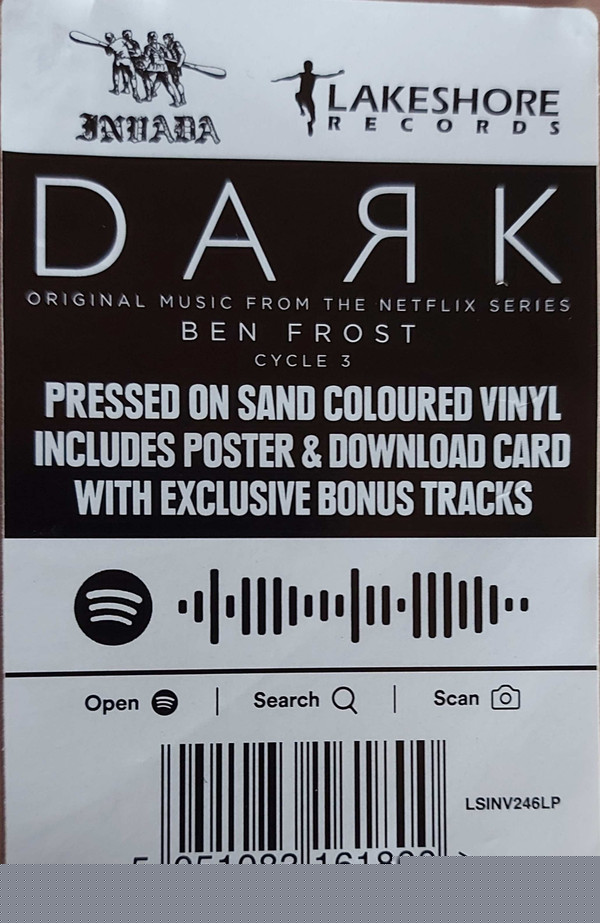 INVADA
LAKESHORE
RECORDS
DAЯK
ORIGINAL MUSIC FROM THE NETFLIX SERIES
BEN FROST
CYCLE 3
PRESSED ON SAND COLOURED VINYL
INCLUDES POSTER & DOWNLOAD CARD
WITH EXCLUSIVE BONUS TRACKS
Open | Search | Scan
LSINV246LP